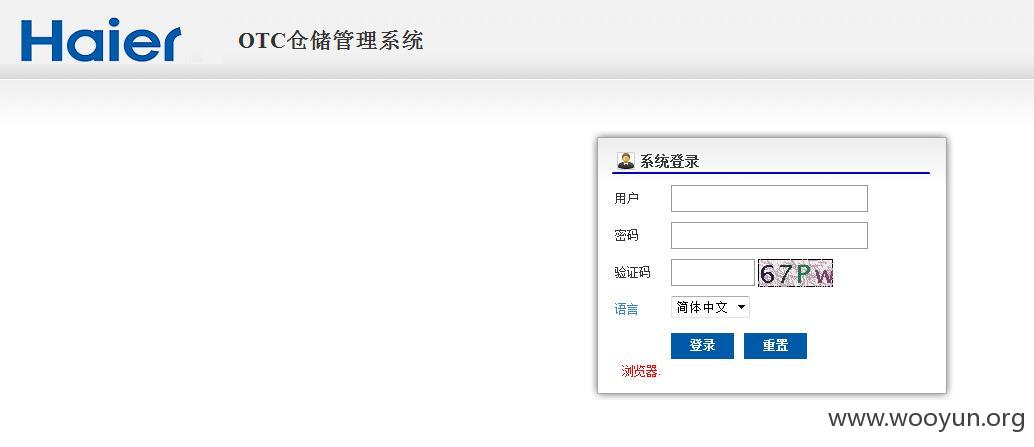 Haier OTC仓储管理系统
系统登录
用户
密码
验证码 67Pw
语言 简体中文
登录 重置
浏览器.
www.wooyun.org